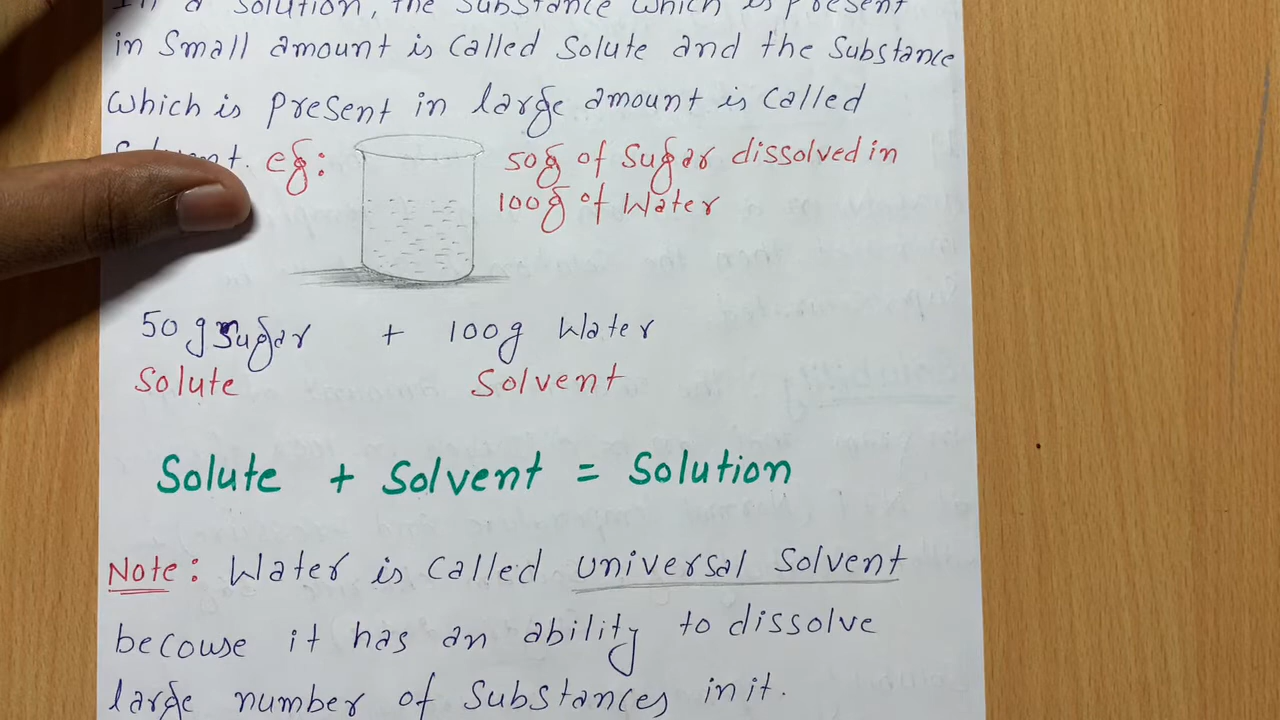 In a solution, the substance which is present
in small amount is called solute and the substance
which is present in large amount is called
Solvent. eg:
50g of Sugar dissolved in
100g of Water
50g sugar + 100g Water
Solute Solvent
Solute + Solvent = Solution
Note: Water is called universal solvent
becouse it has an ability to dissolve
large number of substances in it.